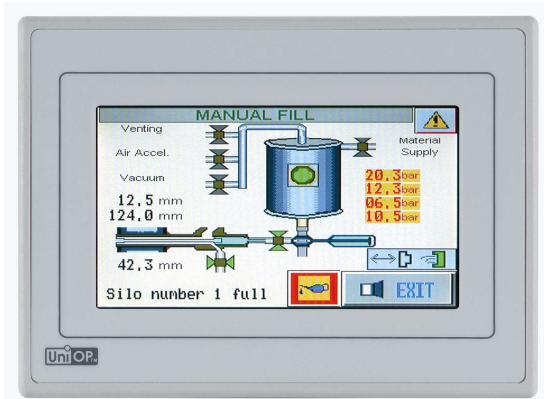 MANUAL FILL
Venting
Air Accel.
Vacuum
Material
Supply
20,3bar
12,3bar
06,5bar
10,5bar
12,5 mm
124,0 mm
42,3 mm
Silo number 1 full
EXIT
UniOP